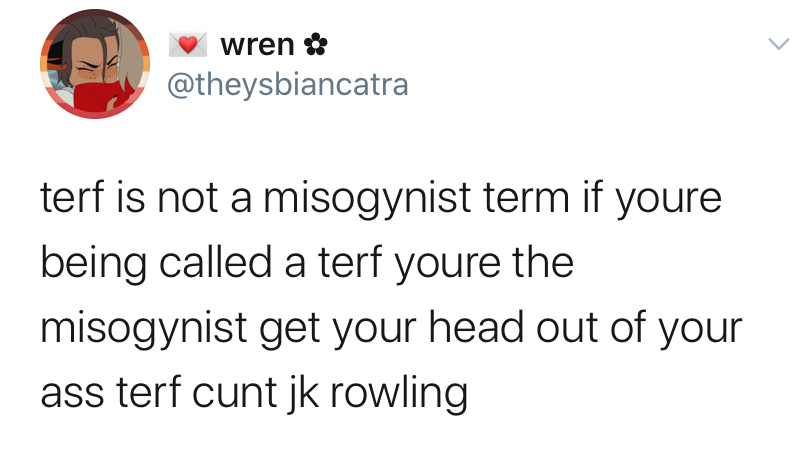 💌 wren ✿
@theysbiancatra
terf is not a misogynist term if youre
being called a terf youre the
misogynist get your head out of your
ass terf cunt jk rowling